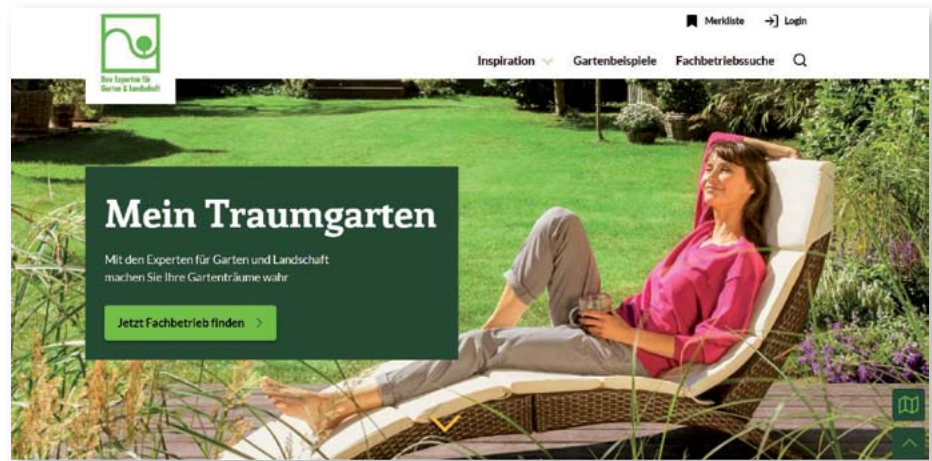 Merkliste Login
Ihre Experten für
Garten & Landschaft
Inspiration Gartenbeispiele Fachbetriebssuche
Mein Traumgarten
Mit den Experten für Garten und Landschaft
machen Sie Ihre Gartenträume wahr
Jetzt Fachbetrieb finden